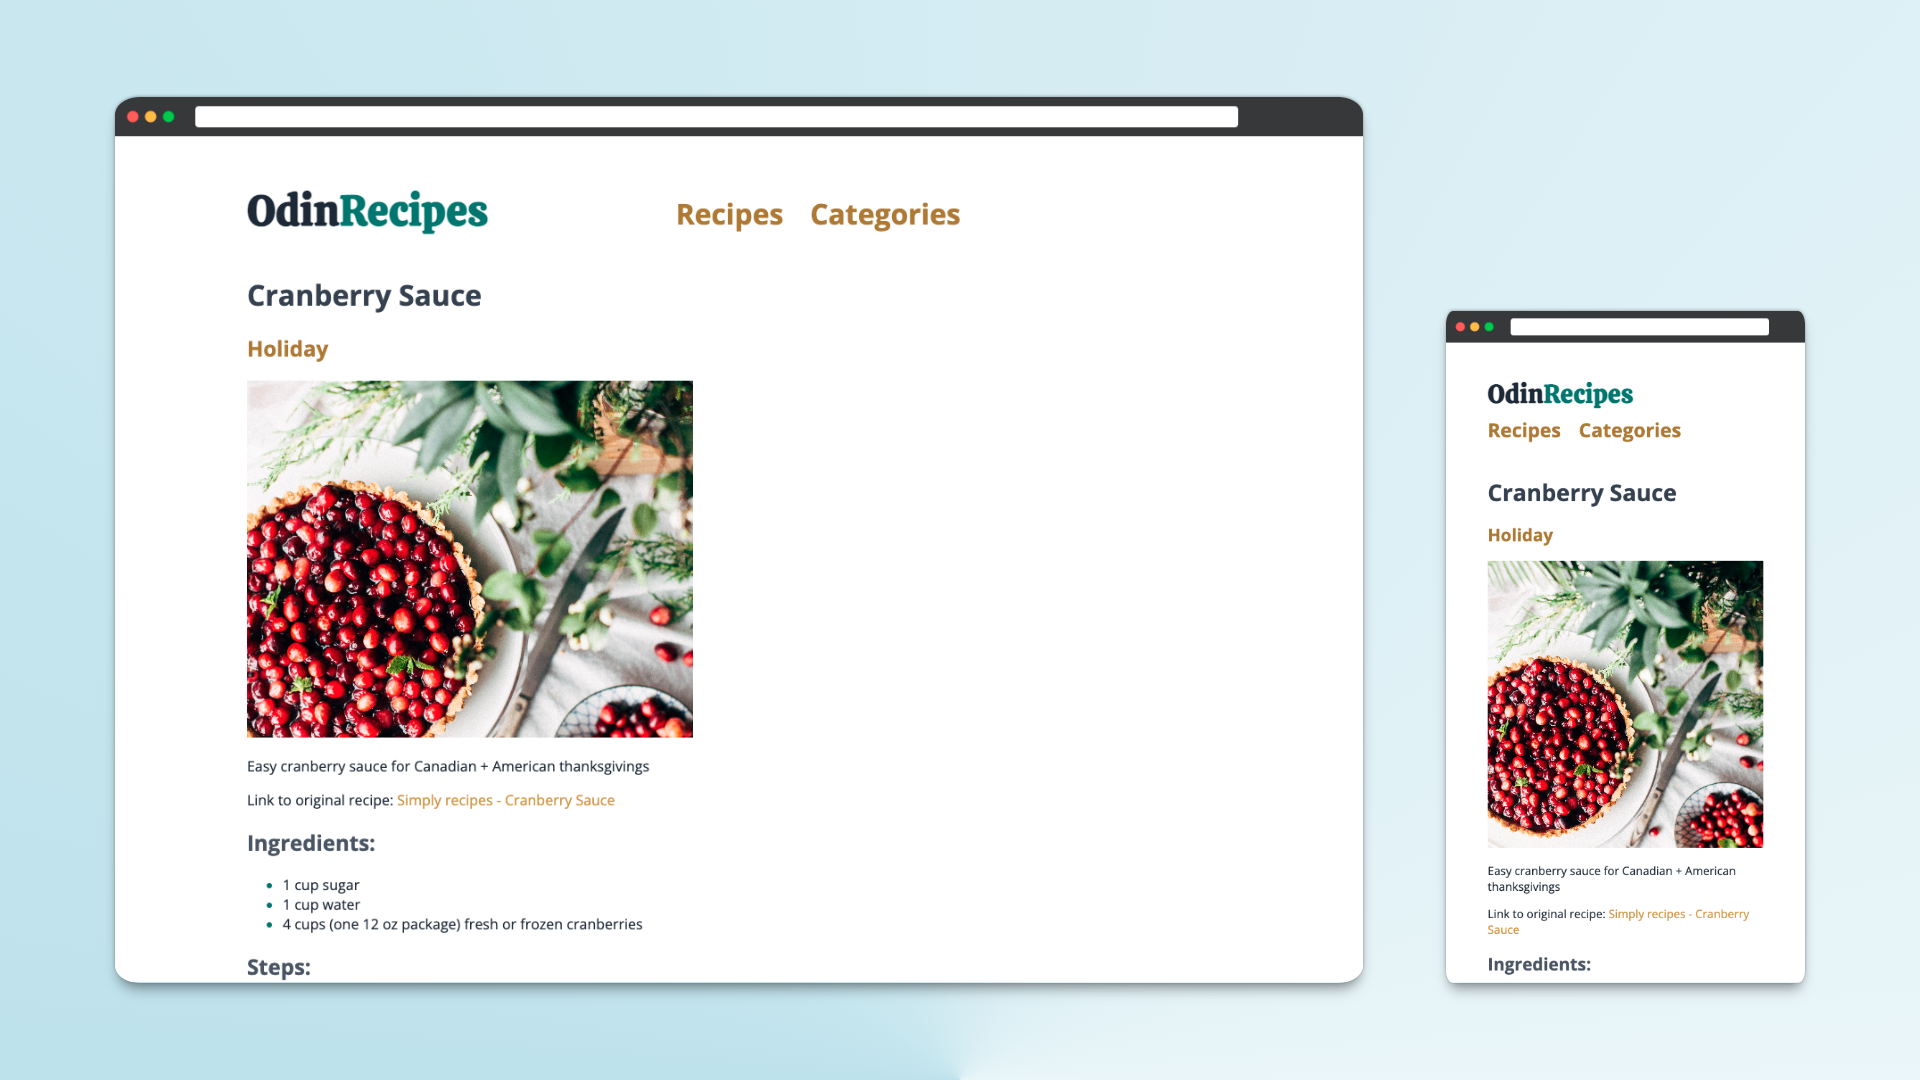 OdinRecipes
Recipes Categories
Cranberry Sauce
Holiday
Easy cranberry sauce for Canadian + American thanksgivings
Link to original recipe: Simply recipes - Cranberry Sauce
Ingredients:
1 cup sugar
1 cup water
4 cups (one 12 oz package) fresh or frozen cranberries
Steps:
OdinRecipes
Recipes Categories
Cranberry Sauce
Holiday
Easy cranberry sauce for Canadian + American
thanksgivings
Link to original recipe: Simply recipes - Cranberry
Sauce
Ingredients: